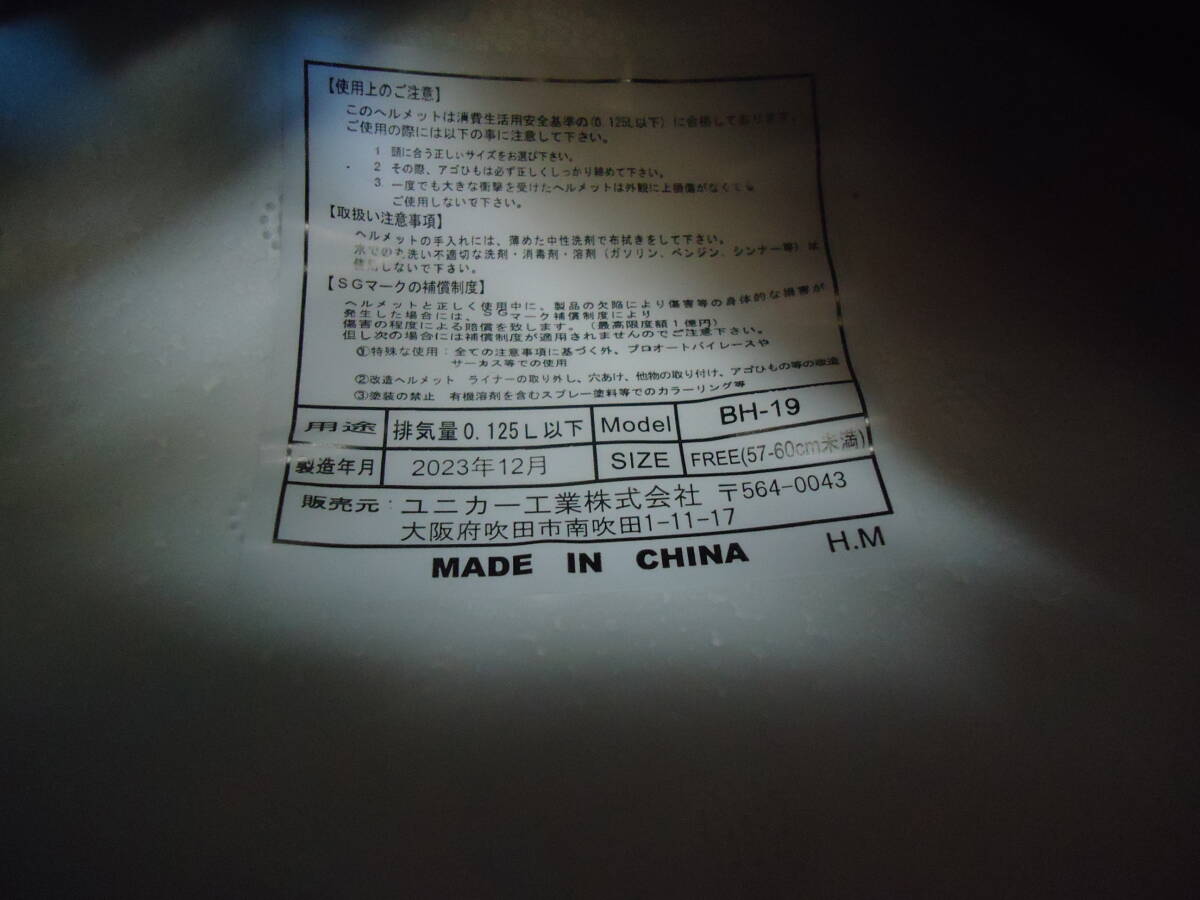 【使用上のご注意】
このヘルメットは消費生活用安全基準の(0.125L以下)に合格しております。
ご使用の際には以下の事に注意して下さい。
1. 頭に合う正しぃサイズをお選び下さい。
2. その際、アゴひもは必ず正しくしっかり締めて下さい。
3. 一度でも大きな衝撃を受けたヘルメットは外観に上損傷がなくても
ご使用しないで下さい。
【取扱い注意事項】
ヘルメットの手入れには、薄めた中性洗剤で布拭きをして下さい。
水での丸洗い不適切な洗剤・消毒剤・溶剤(ガソリン、ベンジン、シンナー等)は
使用しないで下さい。
【SGマークの補償制度】
ヘルメットと正しく使用中に、製品の欠陥により傷害等の身体的な損害が
発生した場合には、SGマーク補償制度により
傷害の程度による賠償を致します。(最高限度額1億円)
但し次の場合には補償制度が適用されませんのでご注意下さい。
①特殊な使用:全ての注意事項に基づく外、プロオートバイレースや
サーカス等での使用
②改造ヘルメット ライナーの取り外し、穴あけ、他物の取り付け、アゴひもの等の改造
③塗装の禁止 有機溶剤を含むスプレー塗料等でのカラーリング等
用途 排気量0.125L以下 Model BH-19
製造年月 2023年12月 SIZE FREE(57-60cm未満)
販売元:ユニカー工業株式会社 〒564-0043
大阪府吹田市南吹田1-11-17
MADE IN CHINA H.M